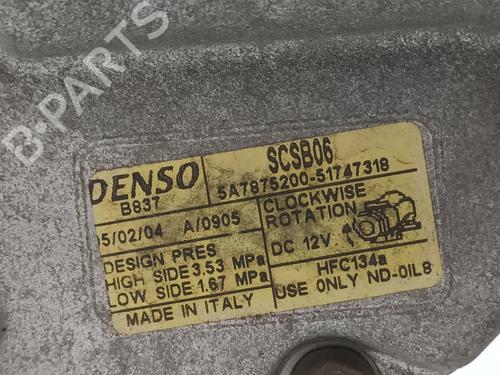 B-PARTS
DENSO
B837
SCSB06
5A7875200-51747318
05/02/04 A/0905
CLOCKWISE
ROTATION
DC 12V
DESIGN PRES
HIGH SIDE 3.53 MPa
LOW SIDE 1.67 MPa
HFC134a
USE ONLY ND-OIL8
MADE IN ITALY